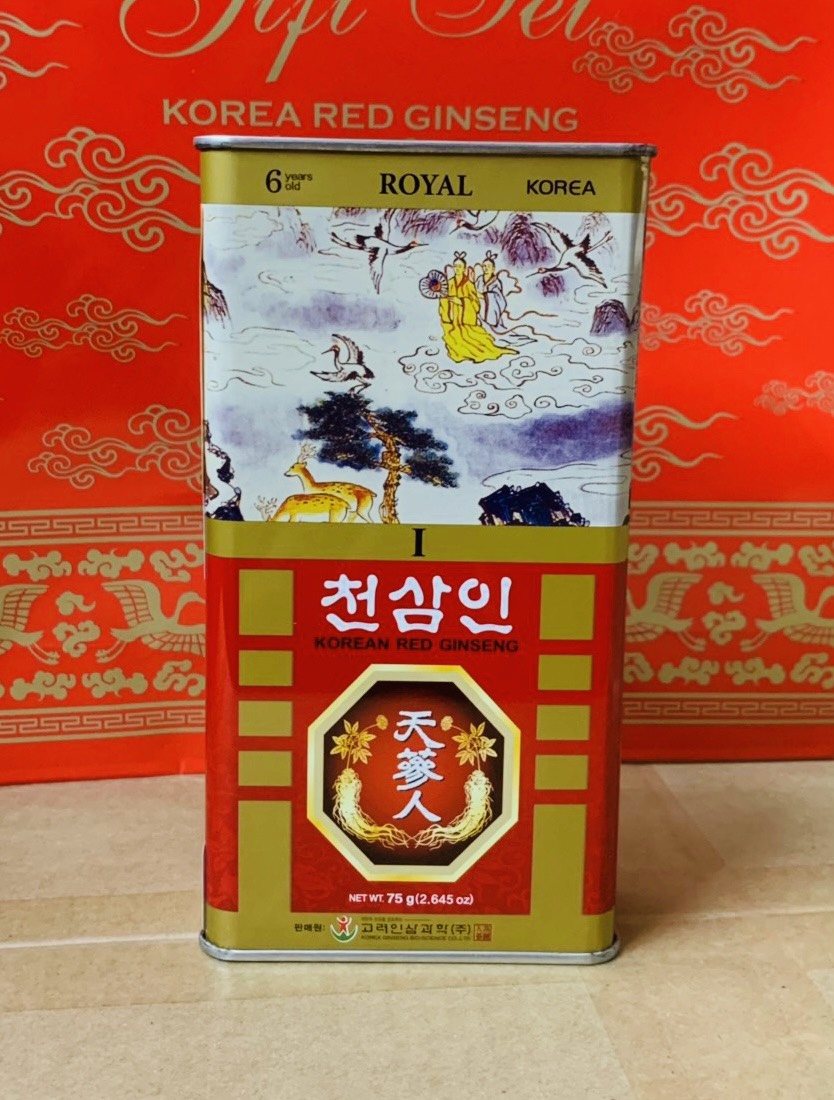 Gift Set
KOREA RED GINSENG
6 years old ROYAL KOREA
I
천삼인
KOREAN RED GINSENG
天
蔘
人
NET WT. 75 g(2.645 oz)
판매원: 고려인삼과학(주)
KOREA GINSENG BIO-SCIENCE CO.,LTD